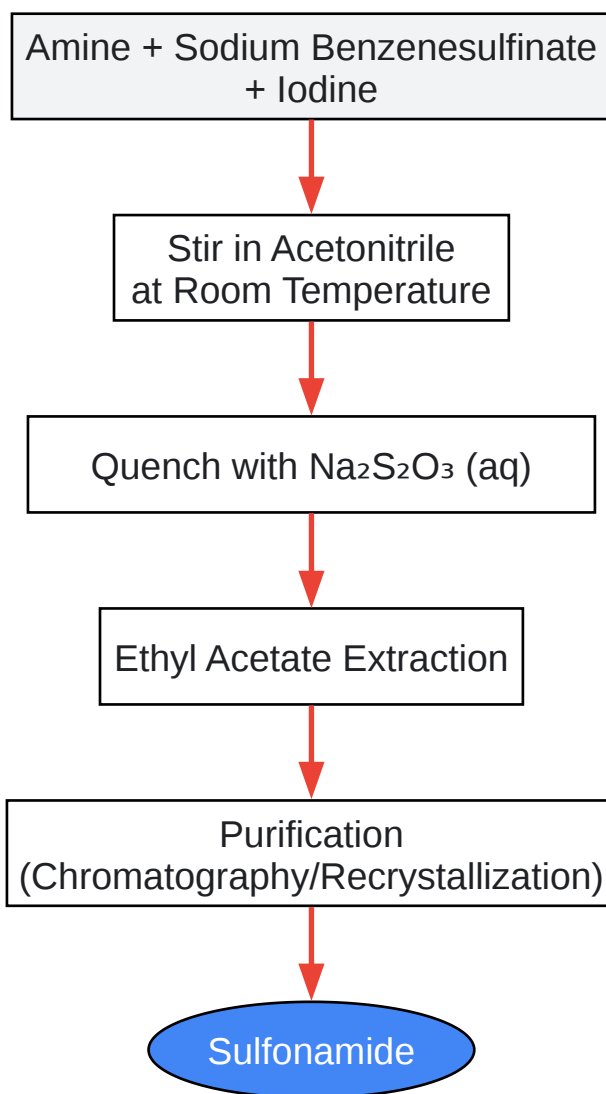 Amine + Sodium Benzenesulfinate
+ Iodine
Stir in Acetonitrile
at Room Temperature
Quench with Na₂S₂O₃ (aq)
Ethyl Acetate Extraction
Purification
(Chromatography/Recrystallization)
Sulfonamide